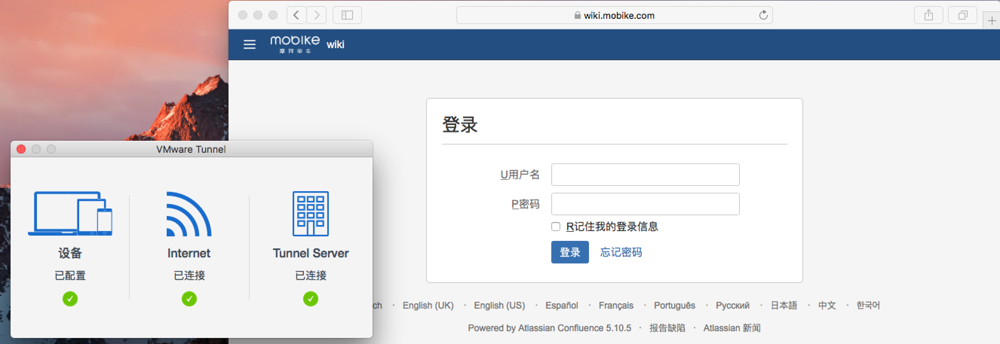 wiki.mobike.com
mobike wiki
摩拜单车
登录
U用户名
P密码
R记住我的登录信息
登录 忘记密码
ch · English (UK) · English (US) · Español · Français · Português · Русский · 日本語 · 中文 · 한국어
Powered by Atlassian Confluence 5.10.5 · 报告缺陷 · Atlassian 新闻
VMware Tunnel
设备
已配置
Internet
已连接
Tunnel Server
已连接